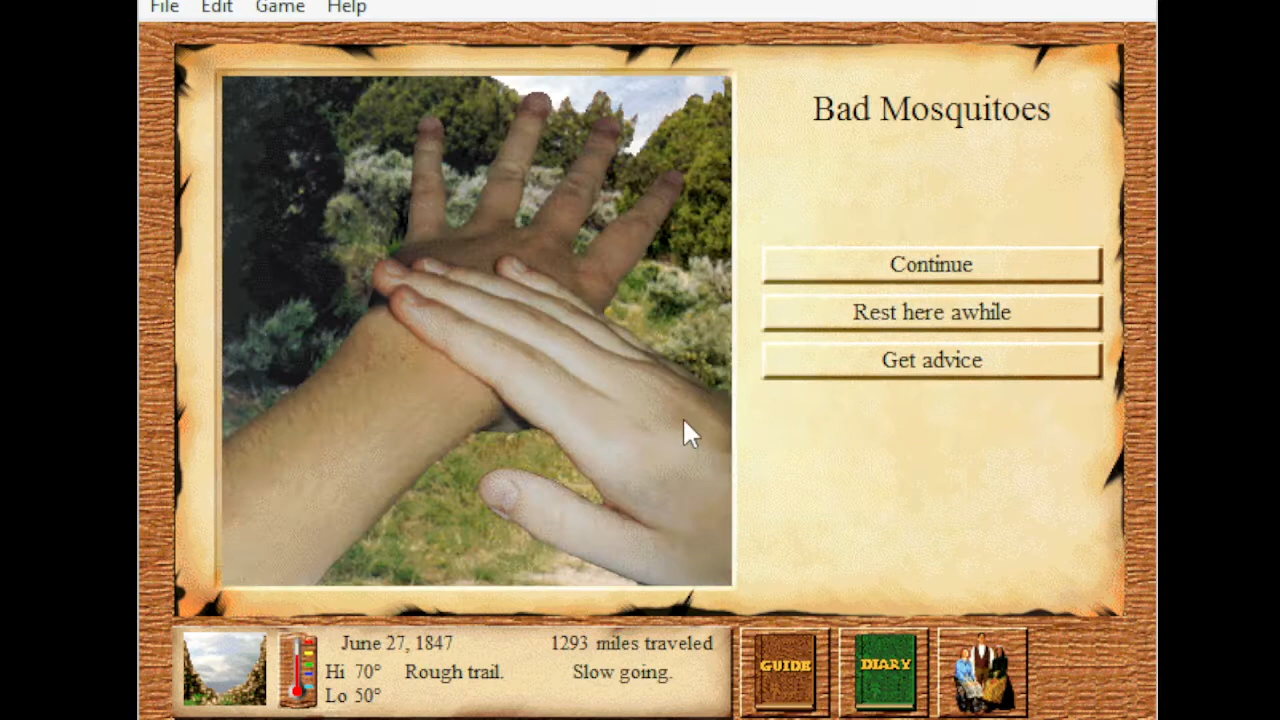 File Edit Game Help
Bad Mosquitoes
Continue
Rest here awhile
Get advice
June 27, 1847 1293 miles traveled
Hi 70° Rough trail. Slow going.
Lo 50°
GUIDE
DIARY